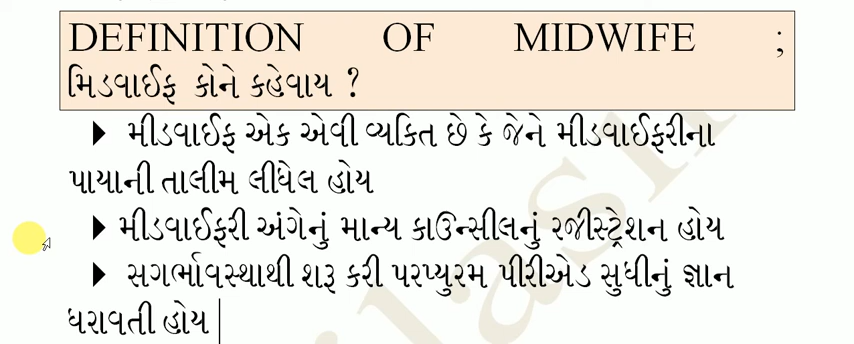 DEFINITION OF MIDWIFE ;
મિડવાઈફ કોને કહેવાય ?
મીડવાઈફ એક એવી વ્યકિત છે કે જેને મીડવાઈફરીના
પાયાની તાલીમ લીધેલ હોય
મીડવાઈફરી અંગેનું માન્ય કાઉન્સીલનું રજીસ્ટ્રેશન હોય
સગર્ભાવસ્થાથી શરૂ કરી પરપ્યુરમ પીરીએડ સુધીનું જ્ઞાન
ધરાવતી હોય